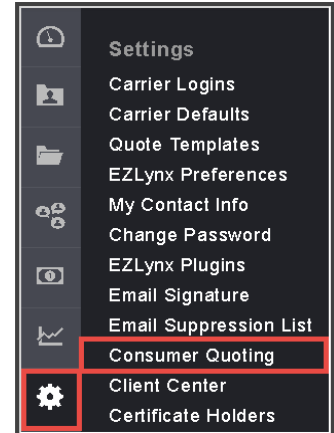 Settings
Carrier Logins
Carrier Defaults
Quote Templates
EZLynx Preferences
My Contact Info
Change Password
EZLynx Plugins
Email Signature
Email Suppression List
Consumer Quoting
Client Center
Certificate Holders